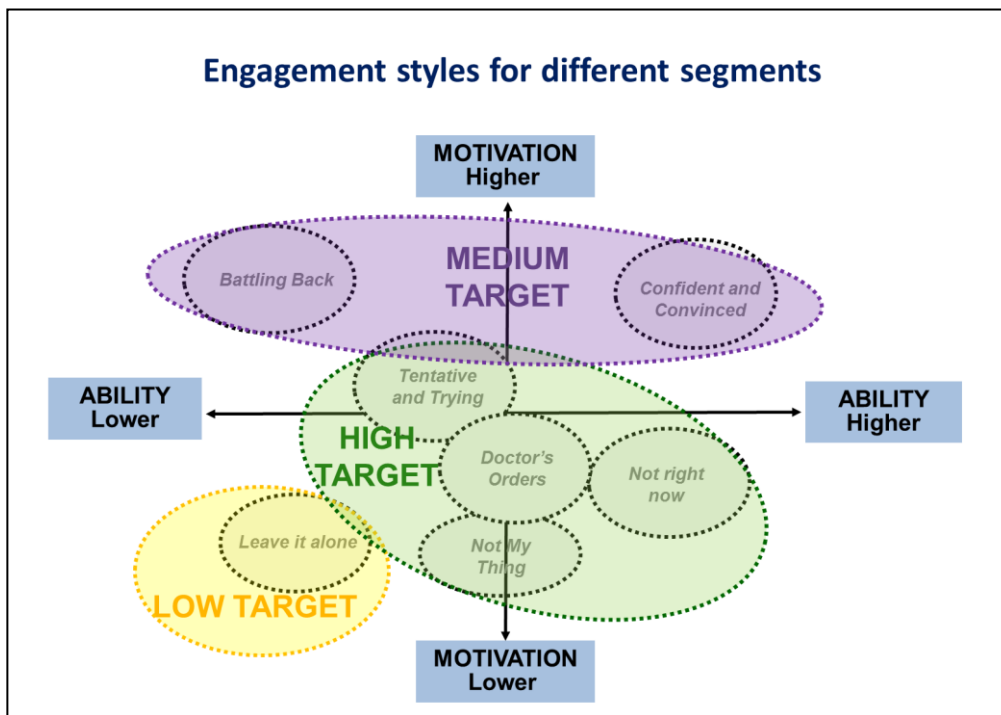 Engagement styles for different segments
MOTIVATION
Higher
MEDIUM
TARGET
Battling Back
Confident and
Convinced
Tentative
and Trying
ABILITY
Lower
ABILITY
Higher
HIGH
TARGET
Doctor's
Orders
Not right
now
Leave it alone
Not My
Thing
LOW TARGET
MOTIVATION
Lower